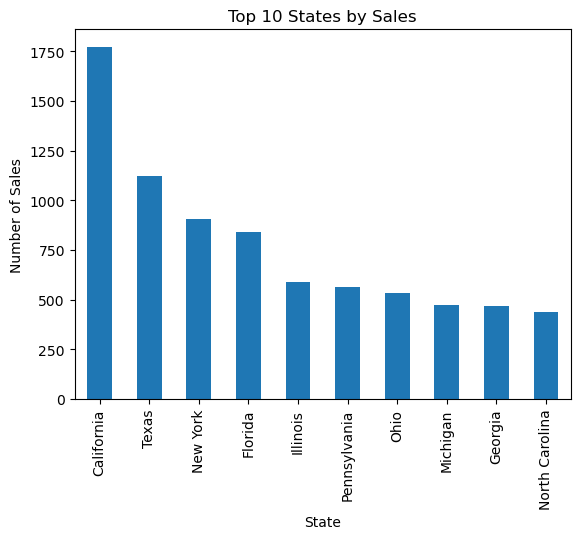 Top 10 States by Sales
Number of Sales
1750
1500
1250
1000
750
500
250
0
California
Texas
New York
Florida
Illinois
Pennsylvania
Ohio
Michigan
Georgia
North Carolina
State